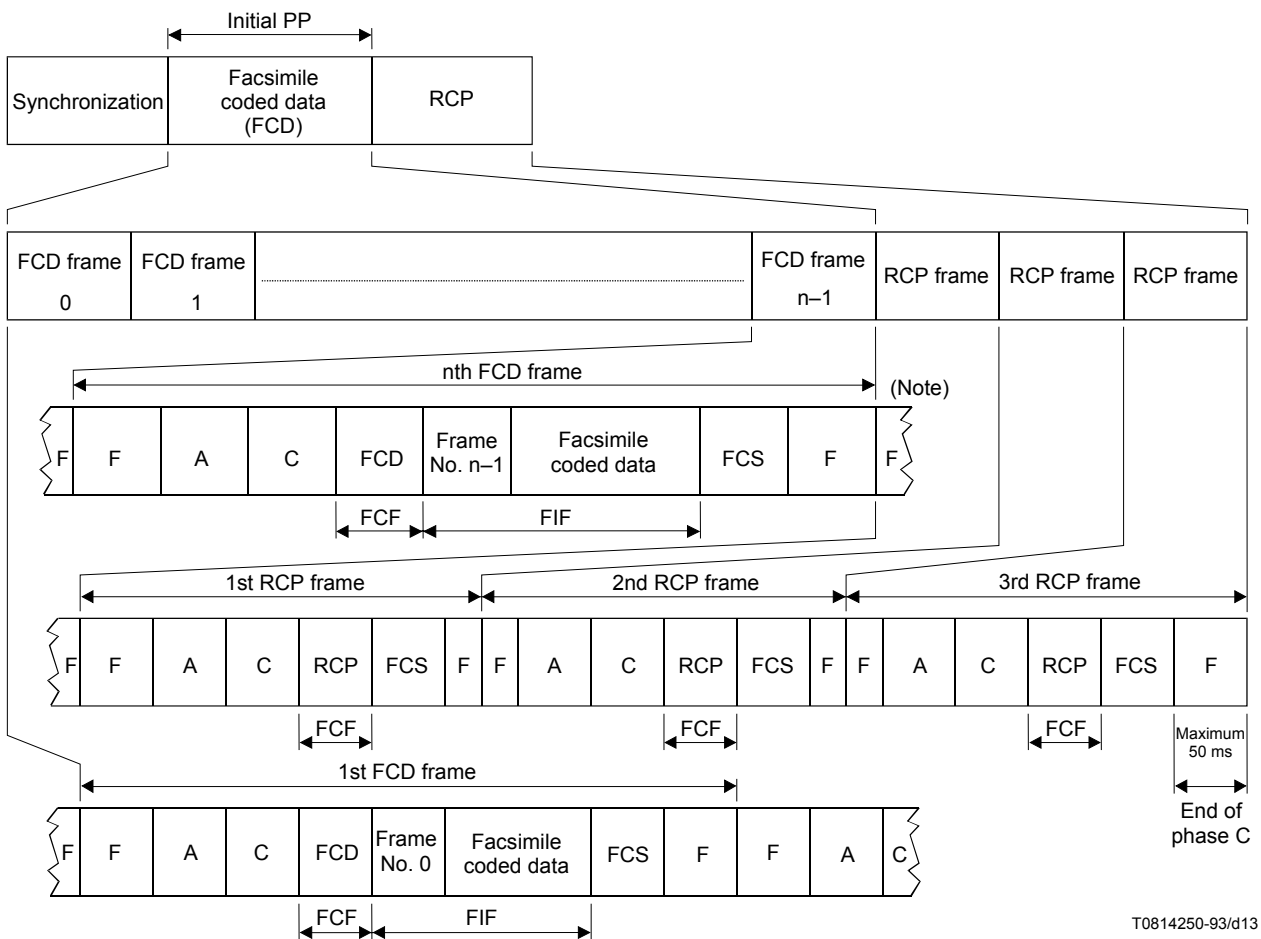 Initial PP
Synchronization
Facsimile
coded data
(FCD)
RCP
FCD frame
0
FCD frame
1
FCD frame
n–1
RCP frame
RCP frame
RCP frame
nth FCD frame
(Note)
F F A C FCD
Frame
No. n–1
Facsimile
coded data
FCS F F
FCF FIF
1st RCP frame 2nd RCP frame 3rd RCP frame
F F A C RCP FCS F F A C RCP FCS F F A C RCP FCS F
FCF FCF FCF
Maximum
50 ms
End of
phase C
1st FCD frame
F F A C FCD
Frame
No. 0
Facsimile
coded data
FCS F F A C
FCF FIF
T0814250-93/d13